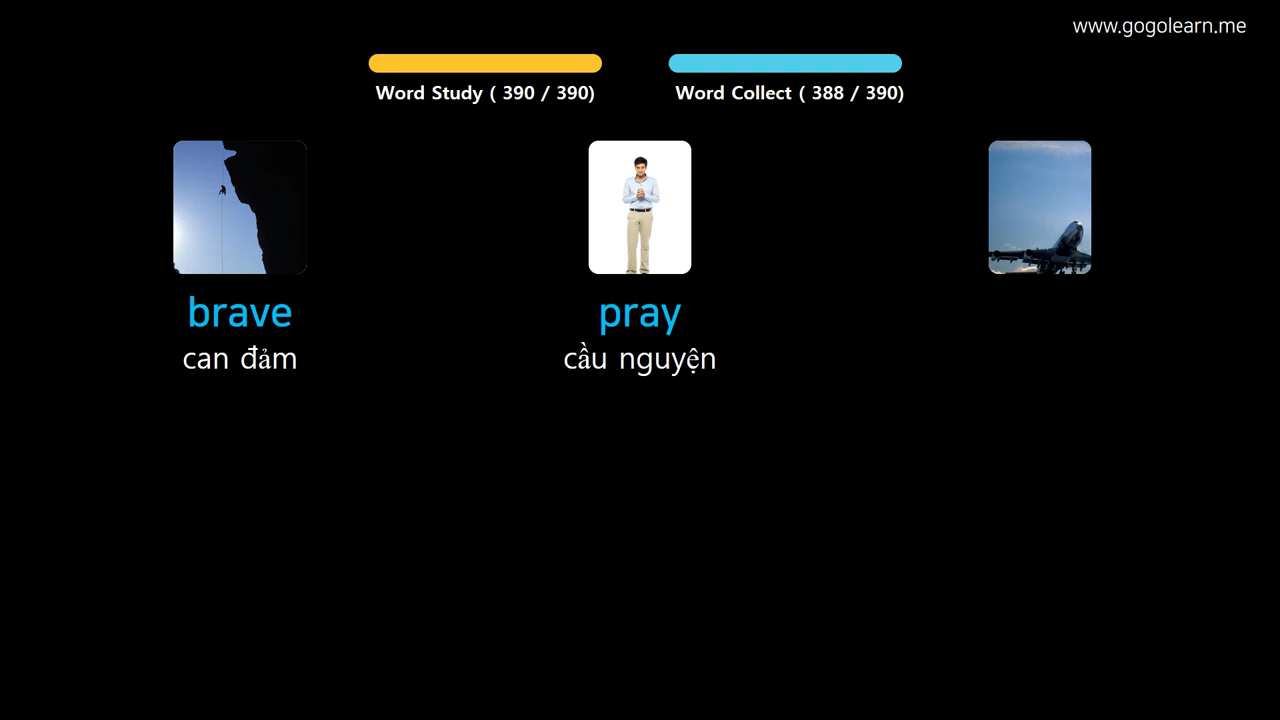 www.gogolearn.me
Word Study ( 390 / 390)
Word Collect ( 388 / 390)
brave
can đảm
pray
cầu nguyện